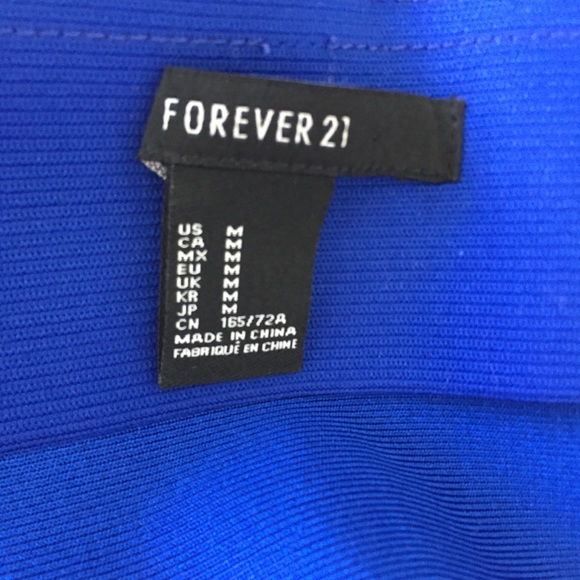 FOREVER 21
US M
CA M
MX M
EU M
UK M
KR M
JP M
CN 165/72A
MADE IN CHINA
FABRIQUÉ EN CHINE